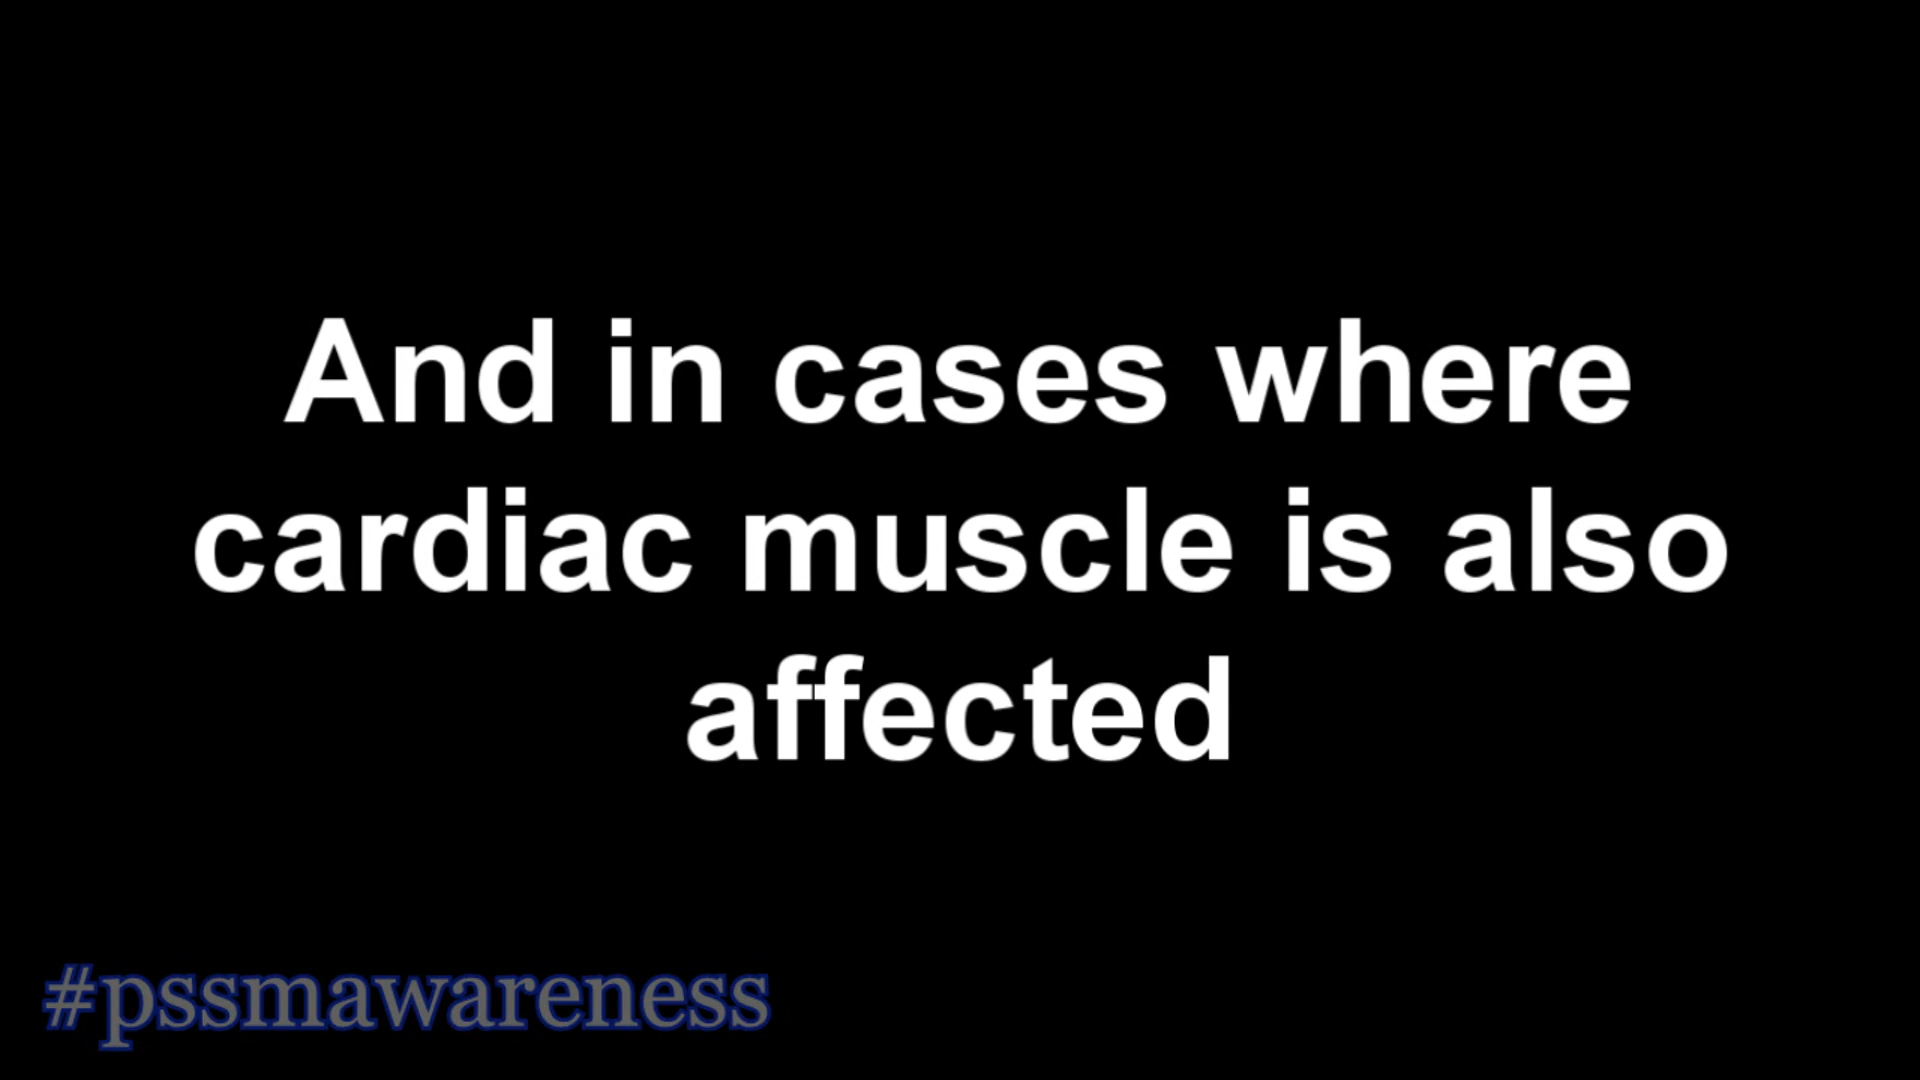 And in cases where
cardiac muscle is also
affected
#pssmawareness